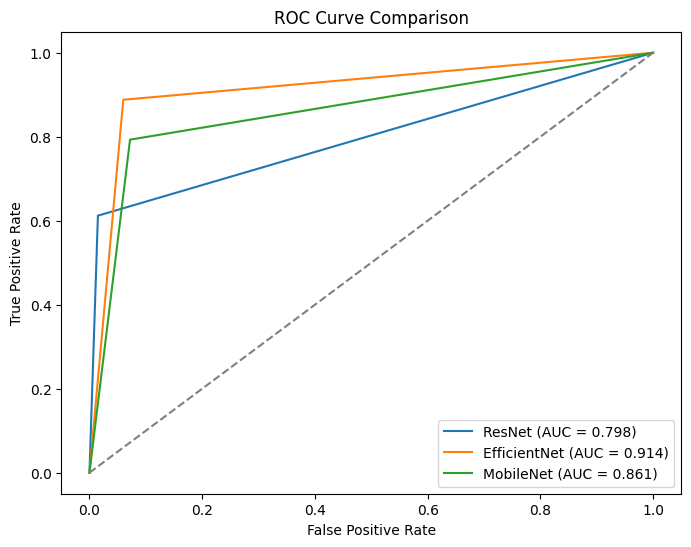 ROC Curve Comparison
1.0
0.8
0.6
0.4
0.2
0.0
True Positive Rate
ResNet (AUC = 0.798)
EfficientNet (AUC = 0.914)
MobileNet (AUC = 0.861)
0.0 0.2 0.4 0.6 0.8 1.0
False Positive Rate